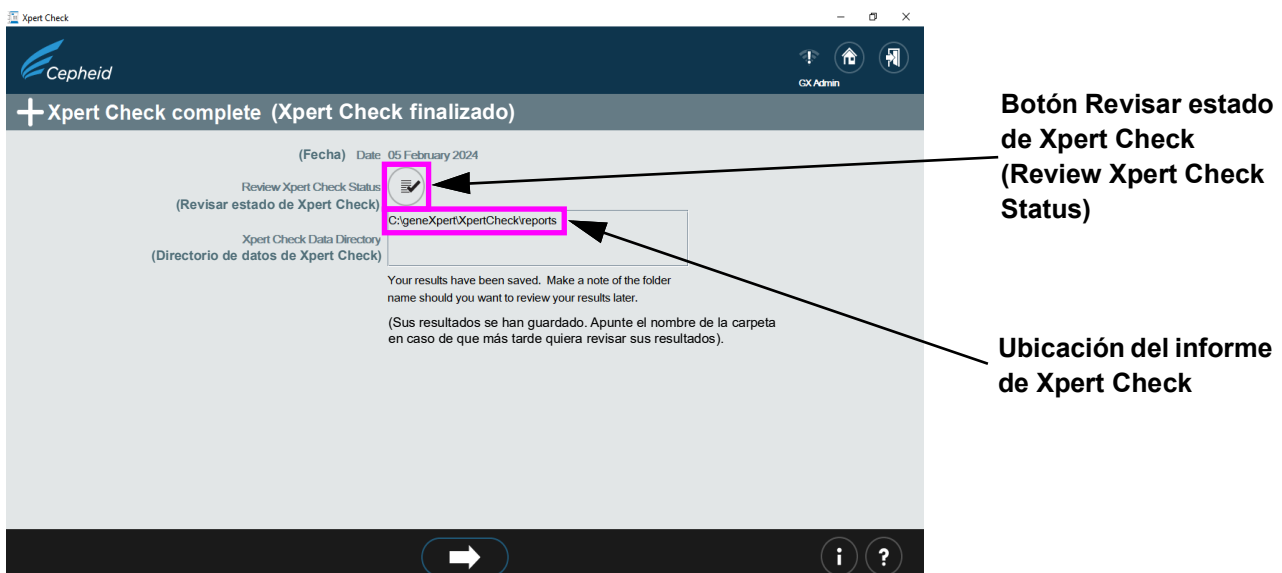 Xpert Check
Cepheid
GX Admin
Xpert Check complete (Xpert Check finalizado)
(Fecha) Date 05 February 2024
Review Xpert Check Status
(Revisar estado de Xpert Check)
C:\geneXpert\XpertCheck\reports
Xpert Check Data Directory
(Directorio de datos de Xpert Check)
Your results have been saved. Make a note of the folder
name should you want to review your results later.
(Sus resultados se han guardado. Apunte el nombre de la carpeta
en caso de que más tarde quiera revisar sus resultados).
i ?
Botón Revisar estado
de Xpert Check
(Review Xpert Check
Status)
Ubicación del informe
de Xpert Check